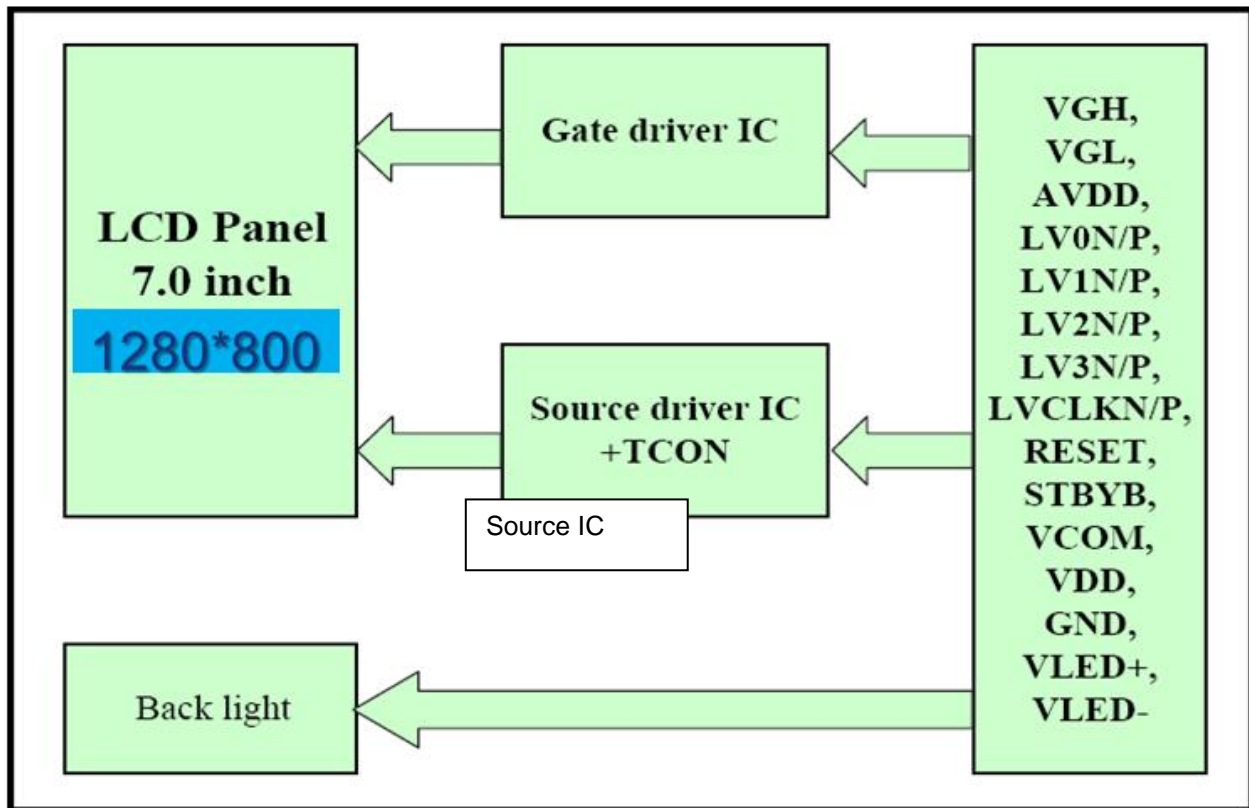 LCD Panel
7.0 inch
1280*800
Gate driver IC
Source driver IC
+TCON
Source IC
Back light
VGH,
VGL,
AVDD,
LV0N/P,
LV1N/P,
LV2N/P,
LV3N/P,
LVCLKN/P,
RESET,
STBYB,
VCOM,
VDD,
GND,
VLED+,
VLED-